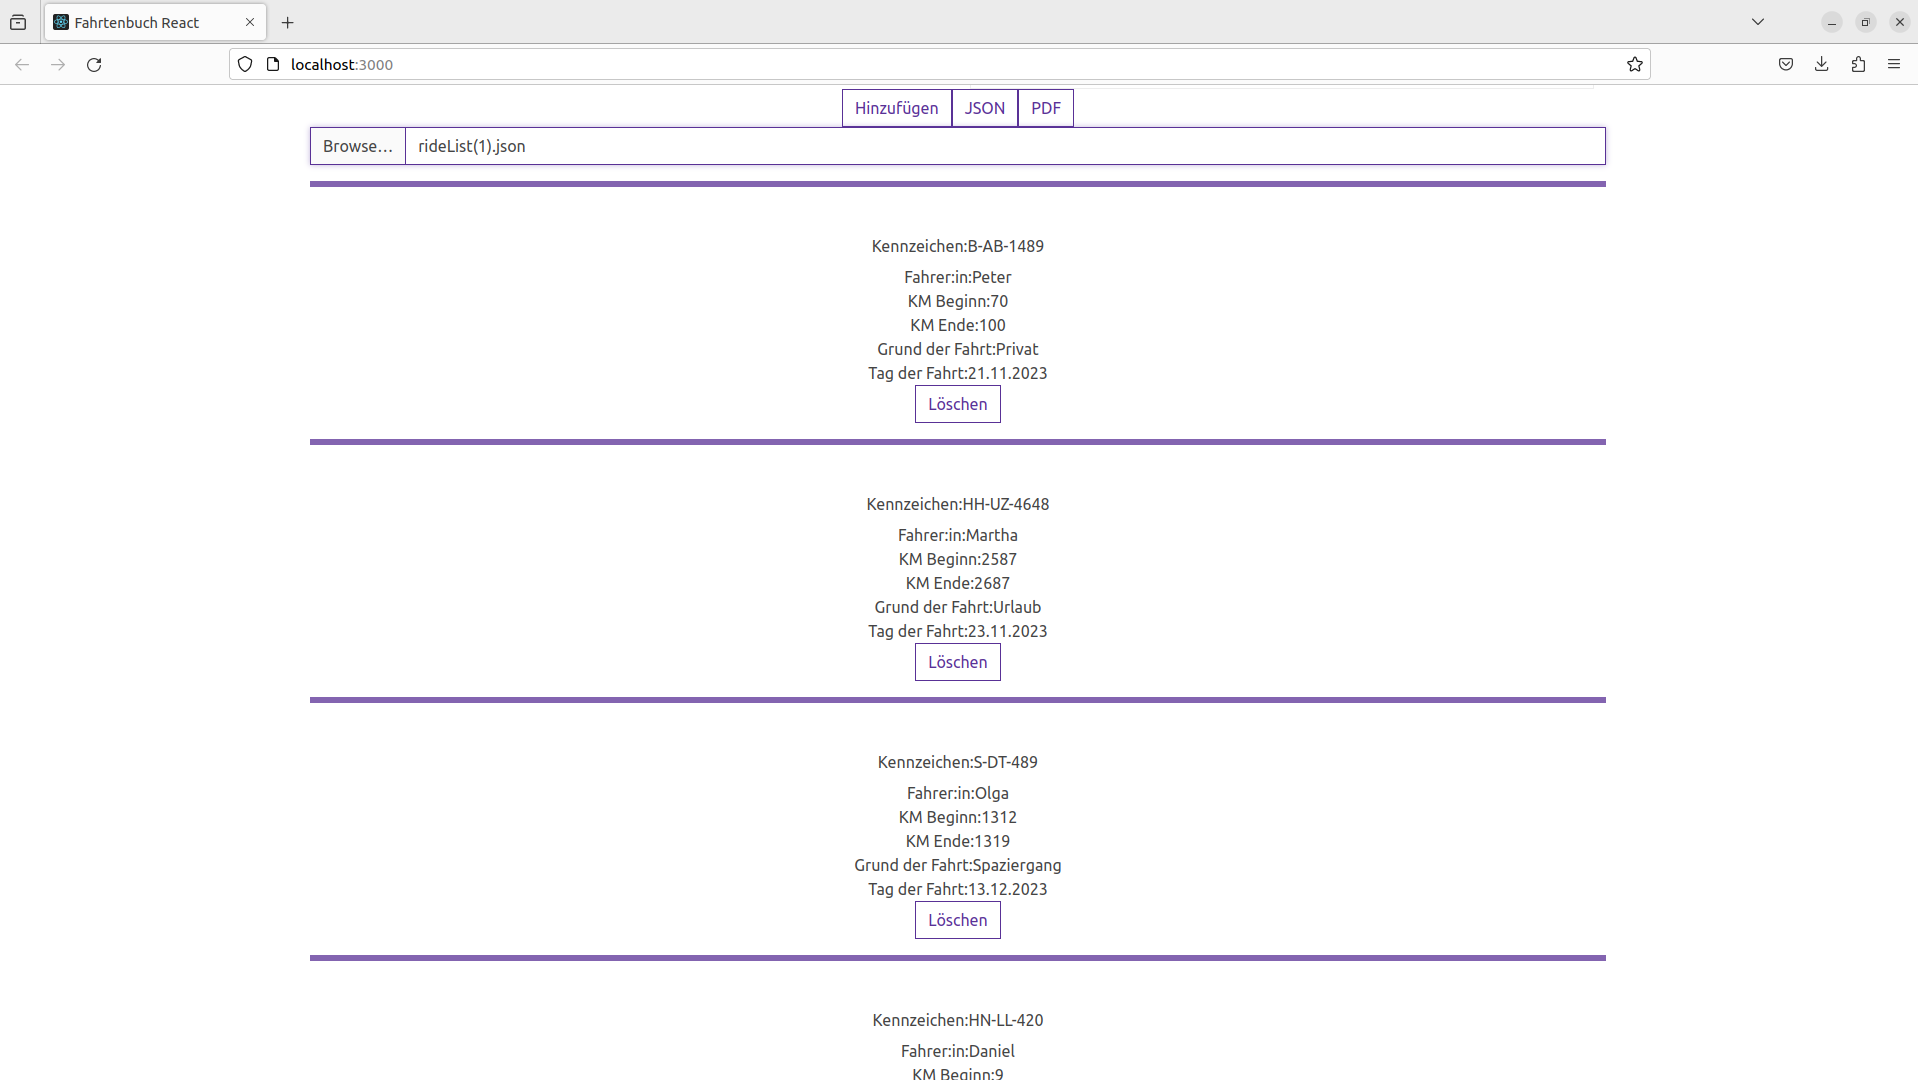 Fahrtenbuch React
localhost:3000
Hinzufügen JSON PDF
Browse... rideList(1).json
Kennzeichen:B-AB-1489
Fahrer:in:Peter
KM Beginn:70
KM Ende:100
Grund der Fahrt:Privat
Tag der Fahrt:21.11.2023
Löschen
Kennzeichen:HH-UZ-4648
Fahrer:in:Martha
KM Beginn:2587
KM Ende:2687
Grund der Fahrt:Urlaub
Tag der Fahrt:23.11.2023
Löschen
Kennzeichen:S-DT-489
Fahrer:in:Olga
KM Beginn:1312
KM Ende:1319
Grund der Fahrt:Spaziergang
Tag der Fahrt:13.12.2023
Löschen
Kennzeichen:HN-LL-420
Fahrer:in:Daniel
KM Beginn:9